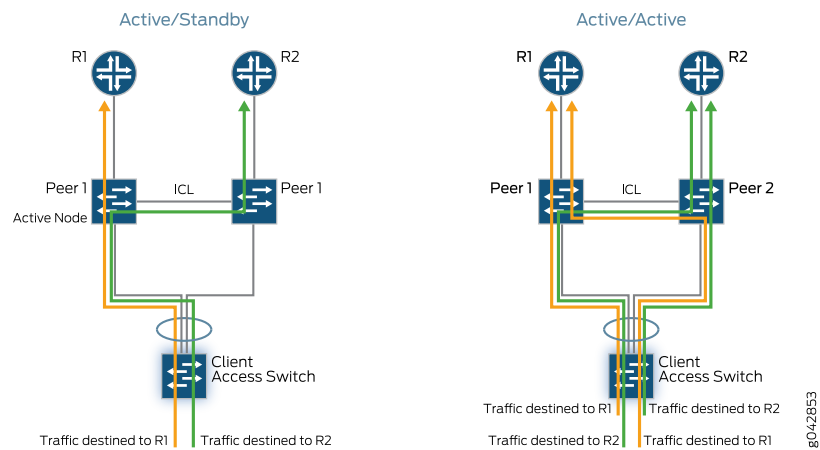 Active/Standby
Active/Active
R1
R2
R1
R2
Peer 1
ICL
Peer 1
Active Node
Peer 1
ICL
Peer 2
Client
Access Switch
Client
Access Switch
Traffic destined to R1
Traffic destined to R2
Traffic destined to R1
Traffic destined to R2
Traffic destined to R2
Traffic destined to R1
g042853